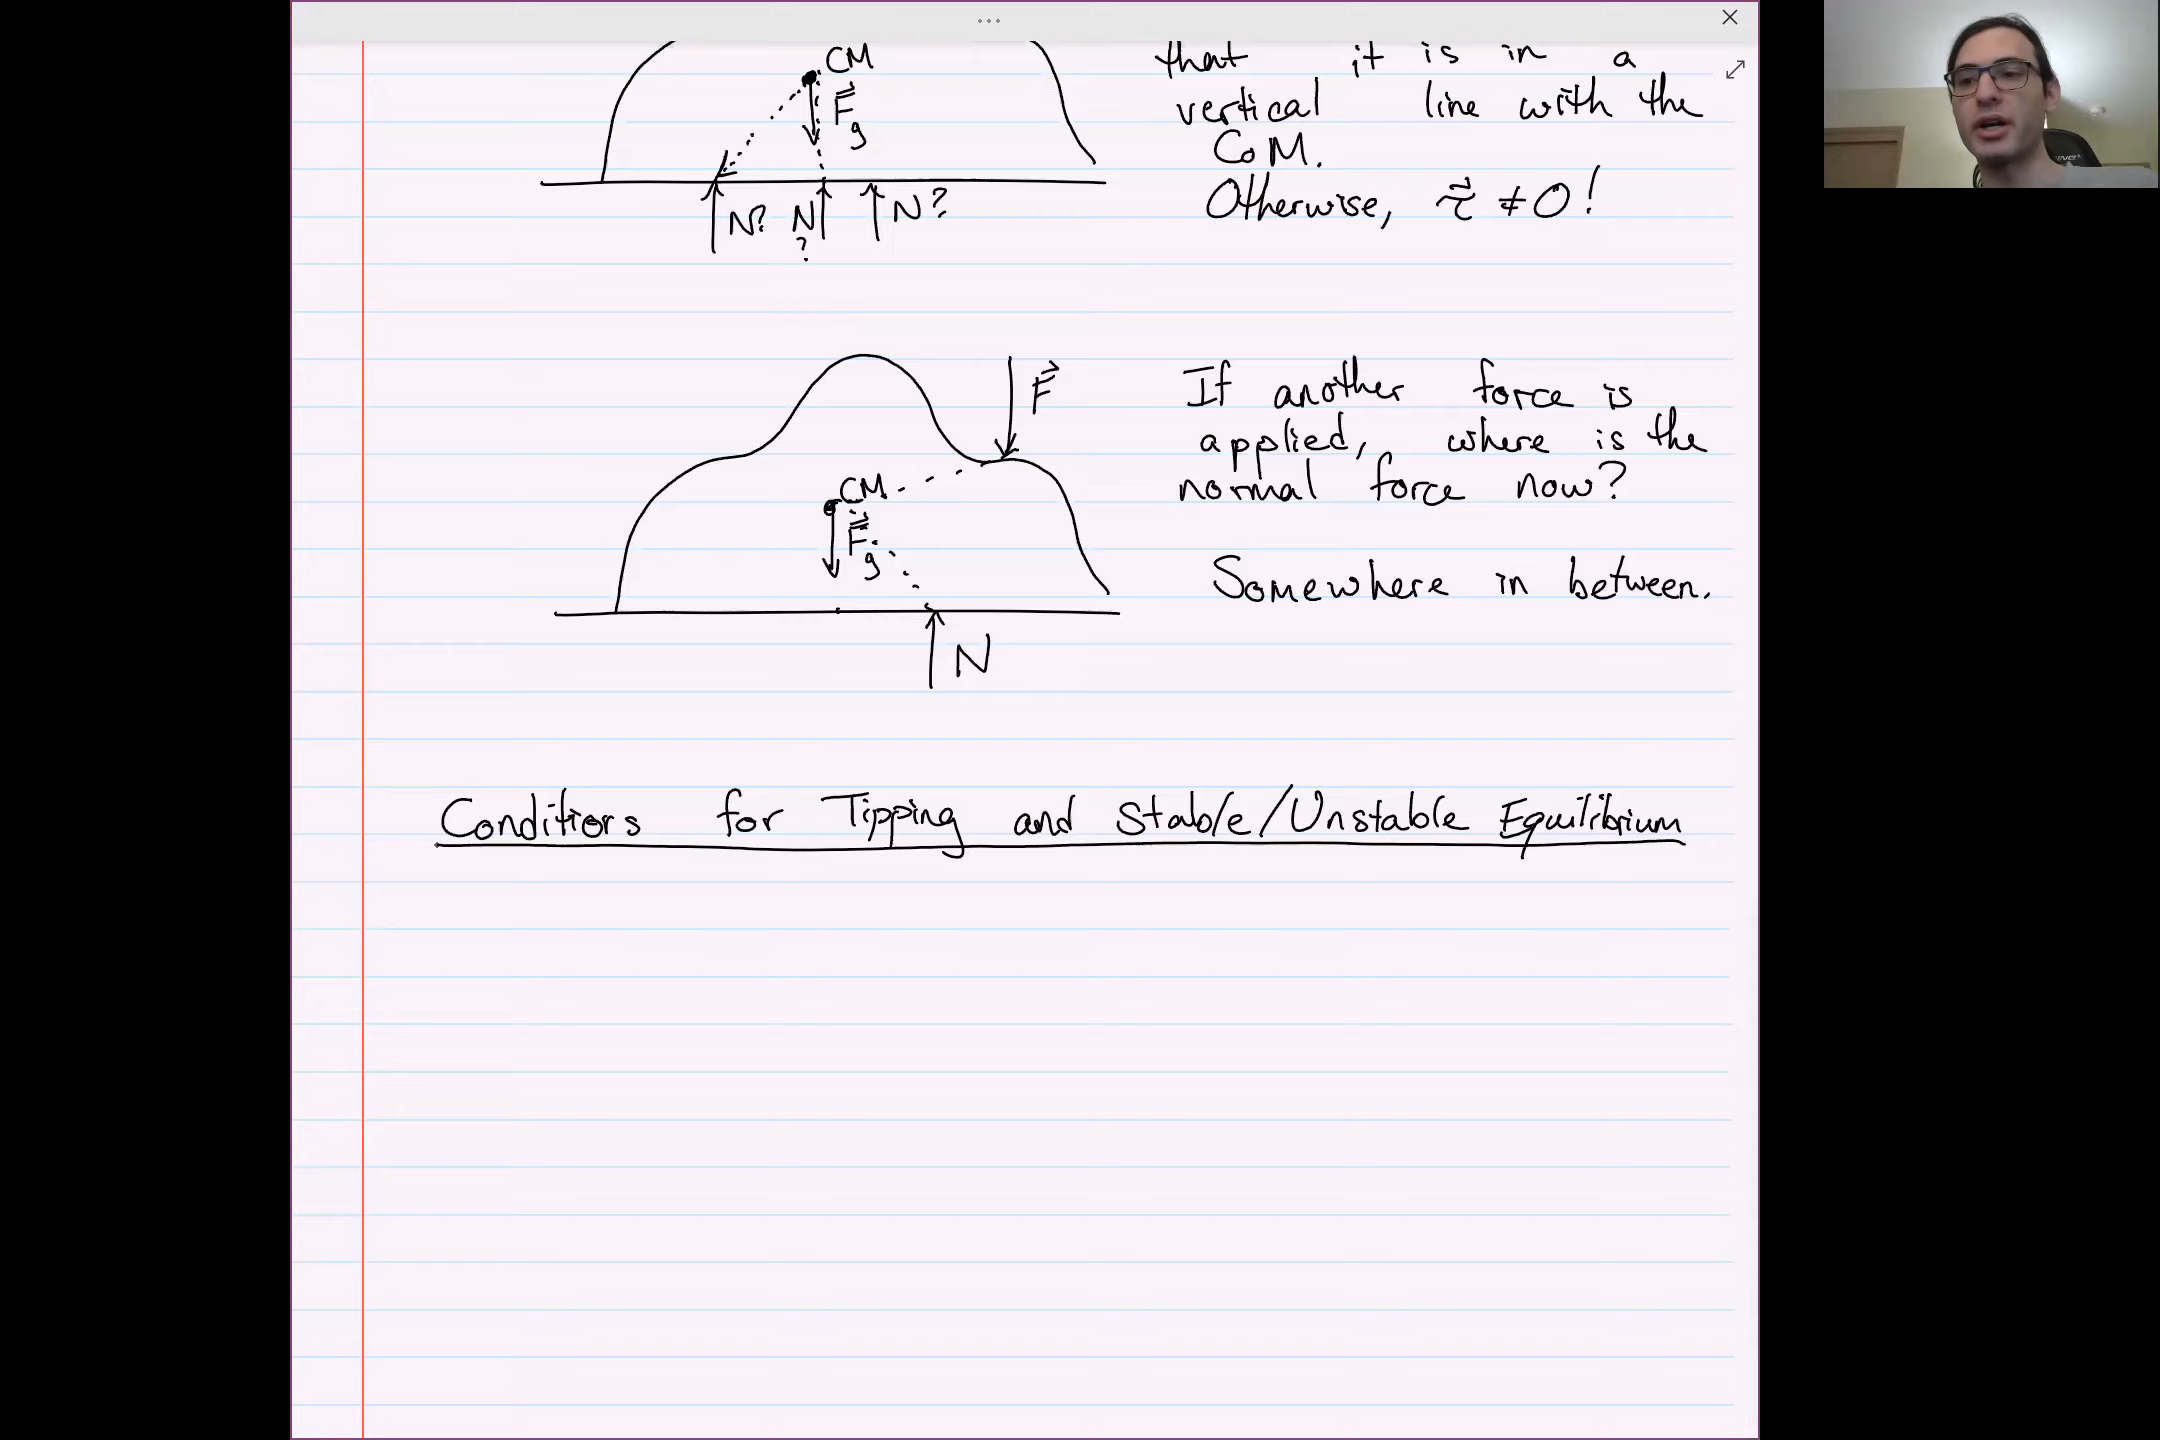 CM
F
g
N? N N?
?
that it is in a
vertical line with the
CoM.
Otherwise, τ ≠ 0!
F
CM
F
g
N
If another force is
applied, where is the
normal force now?
Somewhere in between.
Conditions for Tipping and Stable/Unstable Equilibrium